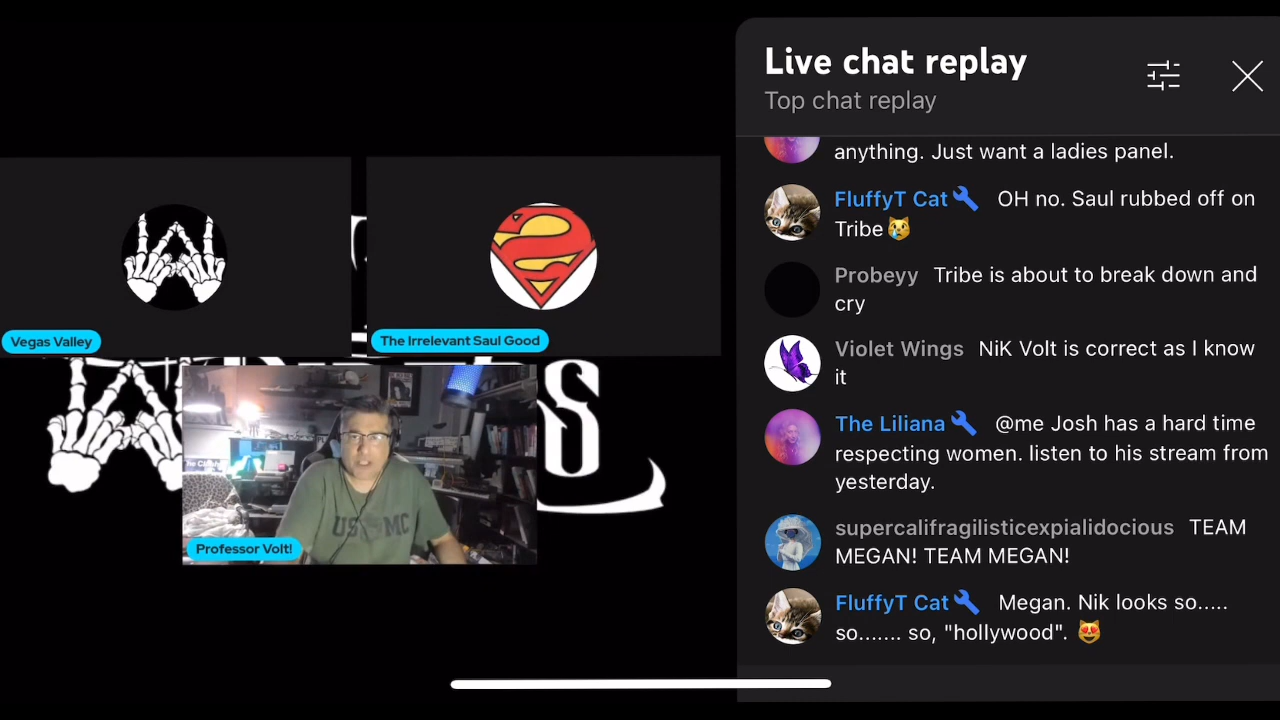 Live chat replay
Top chat replay
anything. Just want a ladies panel.
FluffyT Cat OH no. Saul rubbed off on
Tribe😿
Probeyy Tribe is about to break down and
cry
Violet Wings NiK Volt is correct as I know
it
The Liliana @me Josh has a hard time
respecting women. listen to his stream from
yesterday.
supercalifragilisticexpialidocious TEAM
MEGAN! TEAM MEGAN!
FluffyT Cat Megan. Nik looks so.....
so....... so, "hollywood". 😻
Vegas Valley
The Irrelevant Saul Good
USMC
Professor Volt!